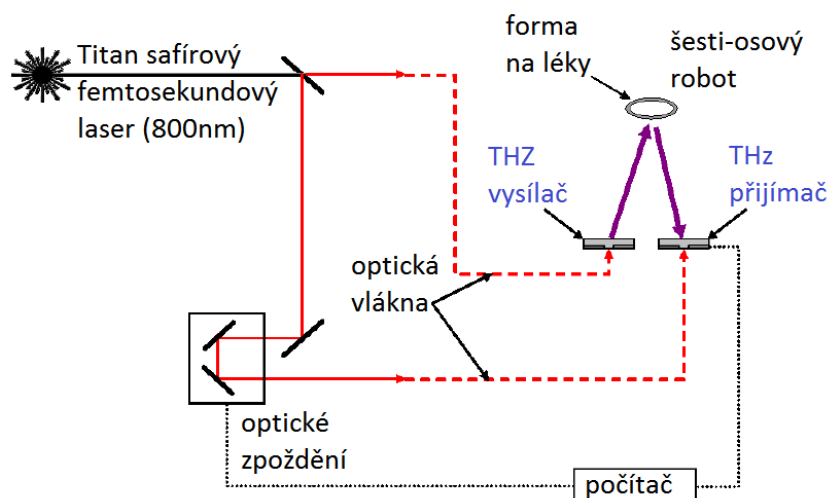 Titan safírový
femtosekundový
laser (800nm)
forma
na léky
šesti-osový
robot
THZ
vysílač
THz
přijímač
optická
vlákna
optické
zpoždění
počítač